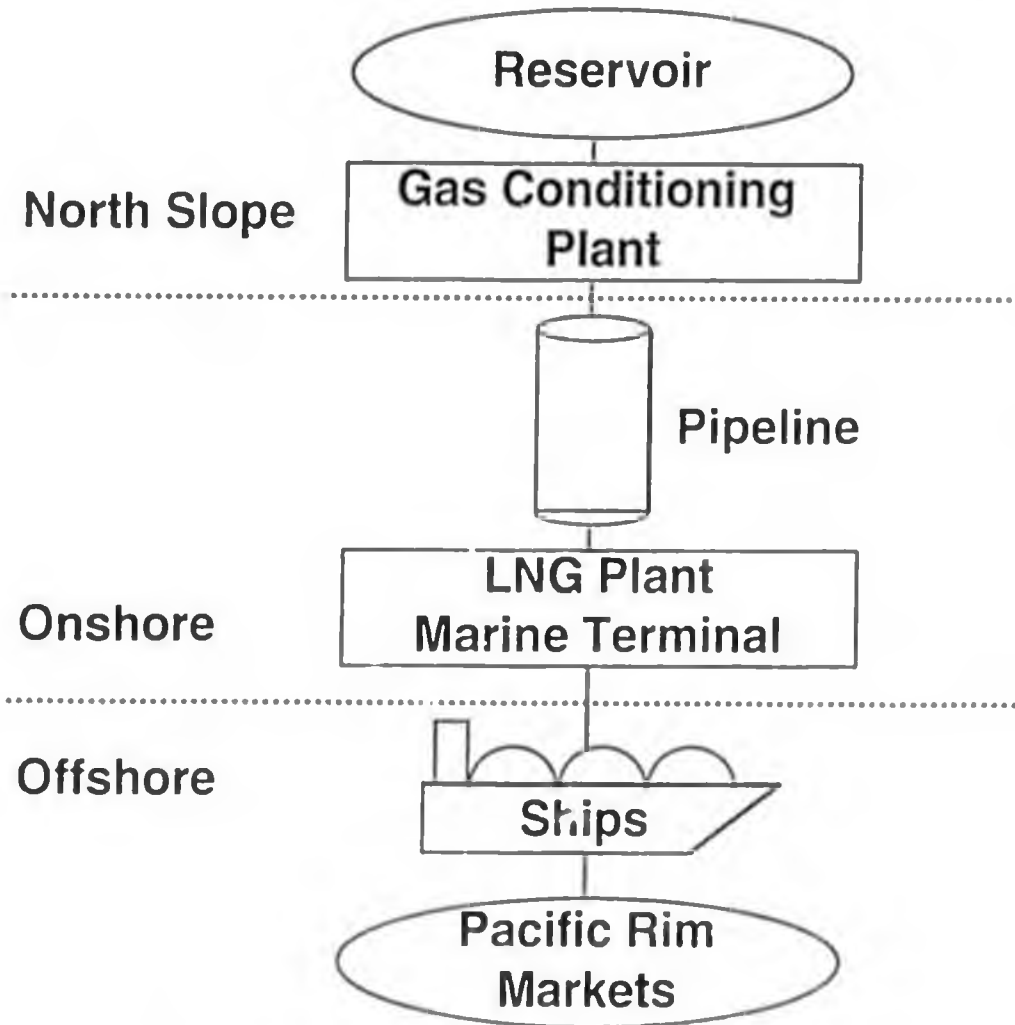 Reservoir
North Slope
Gas Conditioning
Plant
Pipeline
LNG Plant
Marine Terminal
Onshore
Offshore
Ships
Pacific Rim
Markets